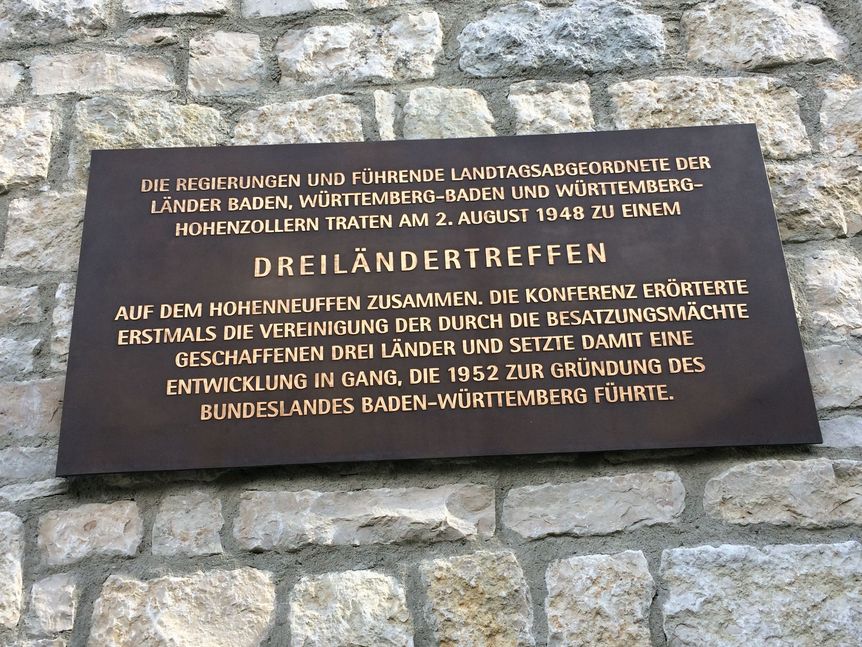 DIE REGIERUNGEN UND FÜHRENDE LANDTAGSABGEORDNETE DER
LÄNDER BADEN, WÜRTTEMBERG-BADEN UND WÜRTTEMBERG-
HOHENZOLLERN TRATEN AM 2. AUGUST 1948 ZU EINEM
DREILÄNDERTREFFEN
AUF DEM HOHENNEUFFEN ZUSAMMEN. DIE KONFERENZ ERÖRTERTE
ERSTMALS DIE VEREINIGUNG DER DURCH DIE BESATZUNGSMÄCHTE
GESCHAFFENEN DREI LÄNDER UND SETZTE DAMIT EINE
ENTWICKLUNG IN GANG, DIE 1952 ZUR GRÜNDUNG DES
BUNDESLANDES BADEN-WÜRTTEMBERG FÜHRTE.